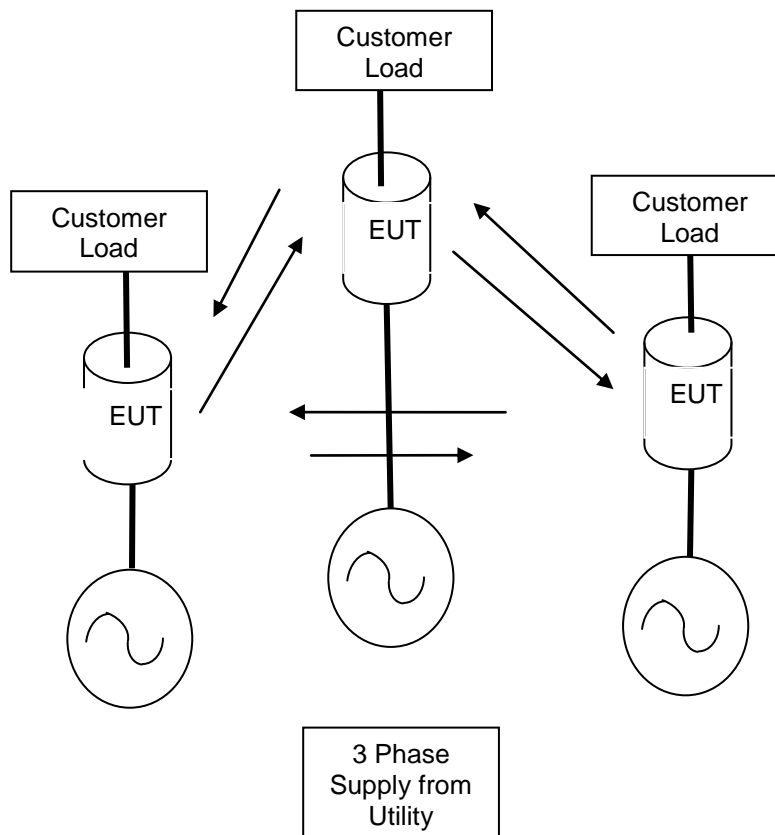 Customer
Load
Customer
Load
Customer
Load
EUT
EUT
EUT
3 Phase
Supply from
Utility